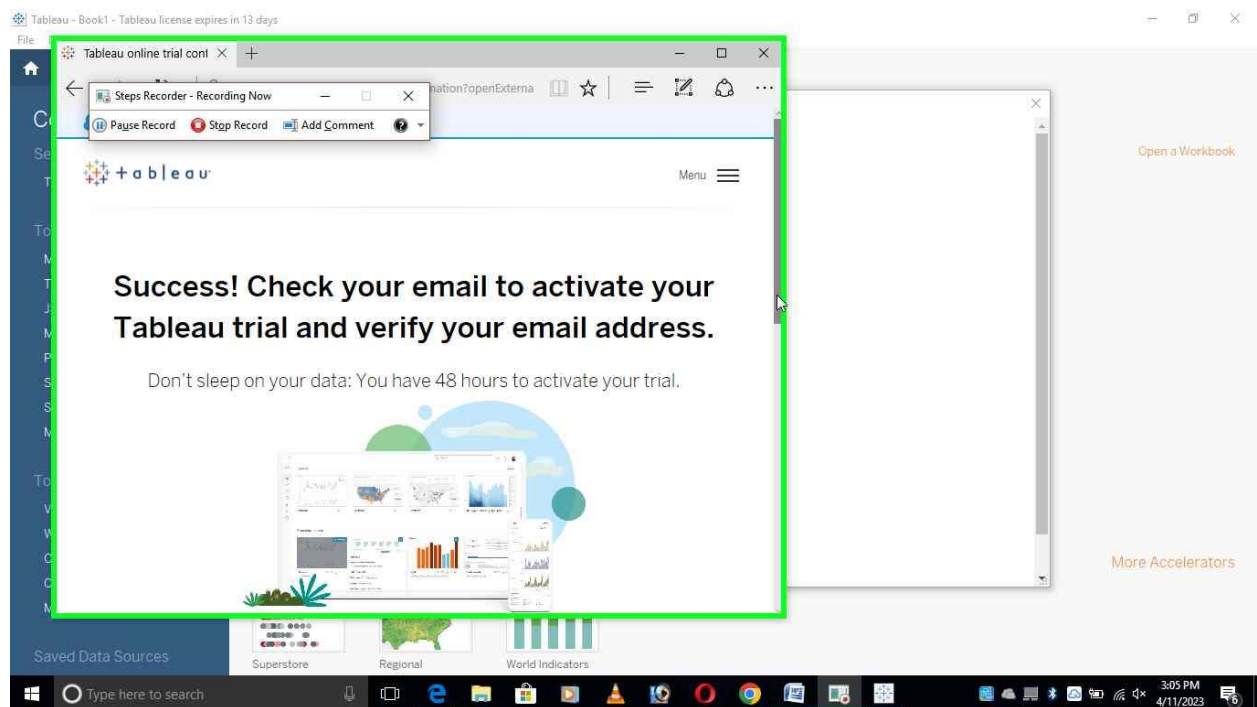 Tableau - Book1 - Tableau license expires in 13 days
File
Tableau online trial conf
Steps Recorder - Recording Now
nation?openExterna
Pause Record Stop Record Add Comment
Open a Workbook
+ableau
Menu
Success! Check your email to activate your
Tableau trial and verify your email address.
Don't sleep on your data: You have 48 hours to activate your trial.
More Accelerators
Saved Data Sources
Superstore Regional World Indicators
Type here to search
3:05 PM
4/11/2023
6